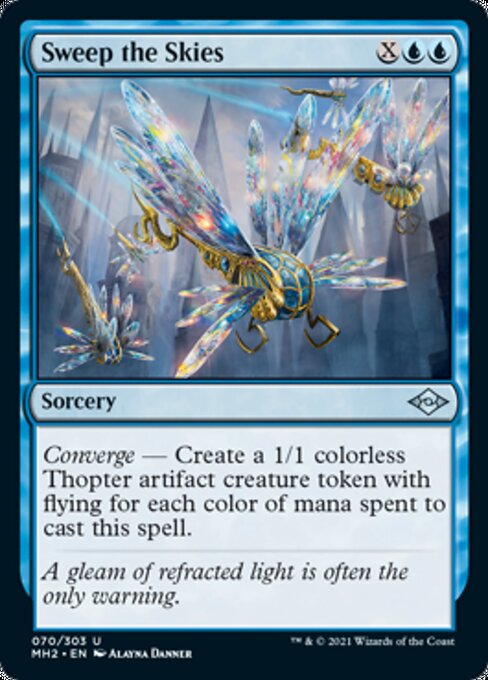 Sweep the Skies X
Sorcery
Converge — Create a 1/1 colorless
Thopter artifact creature token with
flying for each color of mana spent to
cast this spell.
A gleam of refracted light is often the
only warning.
070/303 U
MH2 • EN Alayna Danner
™ & © 2021 Wizards of the Coast